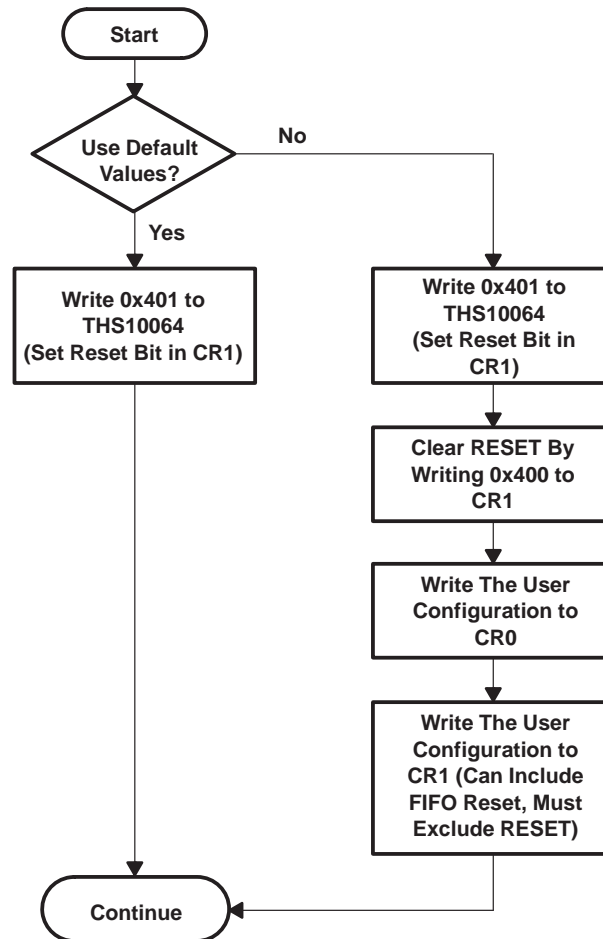 Start
Use Default
Values?
No
Yes
Write 0x401 to
THS10064
(Set Reset Bit in CR1)
Write 0x401 to
THS10064
(Set Reset Bit in
CR1)
Clear RESET By
Writing 0x400 to
CR1
Write The User
Configuration to
CR0
Write The User
Configuration to
CR1 (Can Include
FIFO Reset, Must
Exclude RESET)
Continue